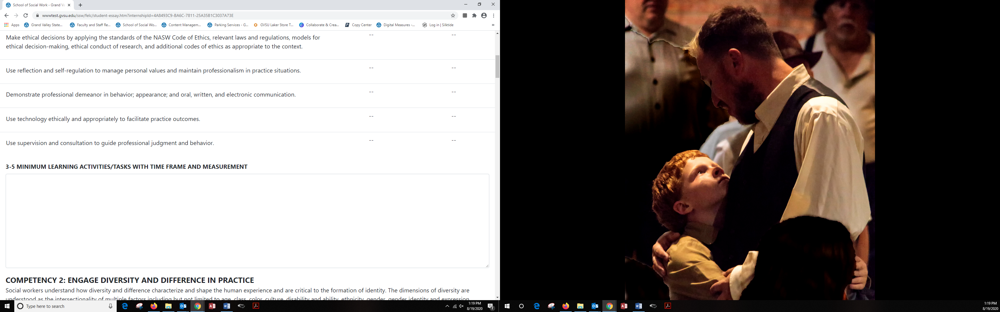 School of Social Work - Grand Va
wwwtest.gvsu.edu/ssw/felc/student-essay.htm?internshipId=4A8493C9-BA6C-7811-25A35B1C3037A73E
Apps Grand Valley State... Faculty and Staff Re... School of Social Wo... Content Managem... Parking Services - G... GVSU Laker Store T... Collaborate & Crea... Copy Center Digital Measures -... Log in | Silktide »
Make ethical decisions by applying the standards of the NASW Code of Ethics, relevant laws and regulations, models for -- --
ethical decision-making, ethical conduct of research, and additional codes of ethics as appropriate to the context.
Use reflection and self-regulation to manage personal values and maintain professionalism in practice situations. -- --
Demonstrate professional demeanor in behavior; appearance; and oral, written, and electronic communication. -- --
Use technology ethically and appropriately to facilitate practice outcomes. -- --
Use supervision and consultation to guide professional judgment and behavior. -- --
3-5 MINIMUM LEARNING ACTIVITIES/TASKS WITH TIME FRAME AND MEASUREMENT
COMPETENCY 2: ENGAGE DIVERSITY AND DIFFERENCE IN PRACTICE
Social workers understand how diversity and difference characterize and shape the human experience and are critical to the formation of identity. The dimensions of diversity are
understood as the intersectionality of multiple factors including but not limited to age, class, color, culture, disability and ability, ethnicity, gender, gender identity and expression,
Type here to search
1:19 PM
8/19/2020
2
1:19 PM
8/19/2020